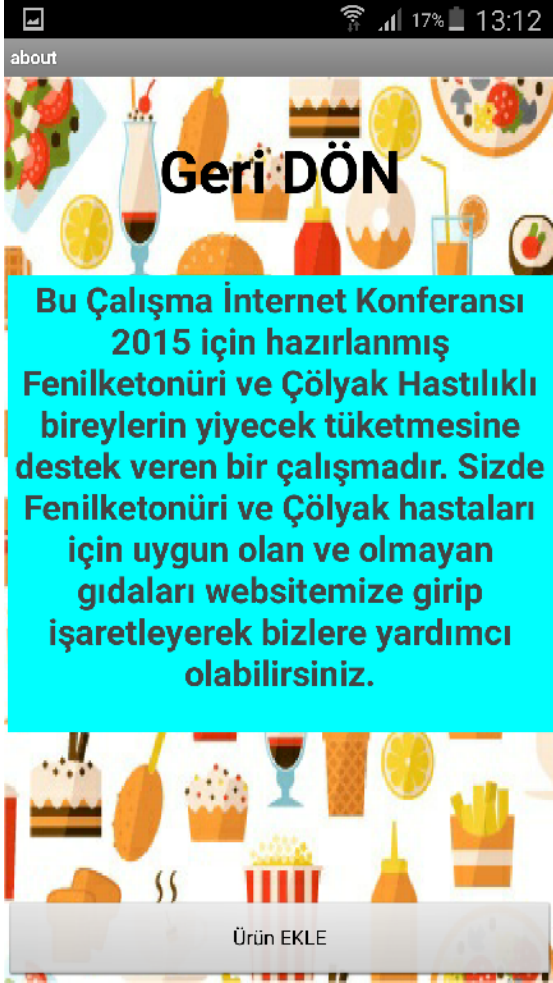 17% 13:12
about
Geri DÖN
Bu Çalışma İnternet Konferansı
2015 için hazırlanmış
Fenilketonüri ve Çölyak Hastılıklı
bireylerin yiyecek tüketmesine
destek veren bir çalışmadır. Sizde
Fenilketonüri ve Çölyak hastaları
için uygun olan ve olmayan
gıdaları websitemize girip
işaretleyerek bizlere yardımcı
olabilirsiniz.
Ürün EKLE